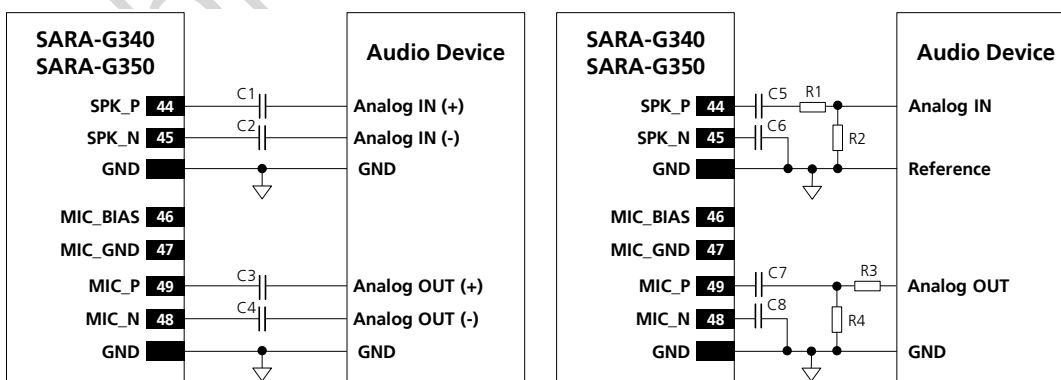 SARA-G340
SARA-G350
Audio Device
SPK_P 44 C1 Analog IN (+)
SPK_N 45 C2 Analog IN (-)
GND GND
MIC_BIAS 46
MIC_GND 47
MIC_P 49 C3 Analog OUT (+)
MIC_N 48 C4 Analog OUT (-)
GND GND
SARA-G340
SARA-G350
Audio Device
SPK_P 44 C5 R1 Analog IN
SPK_N 45 C6 R2
GND Reference
MIC_BIAS 46
MIC_GND 47
MIC_P 49 C7 R3 Analog OUT
MIC_N 48 C8 R4
GND GND